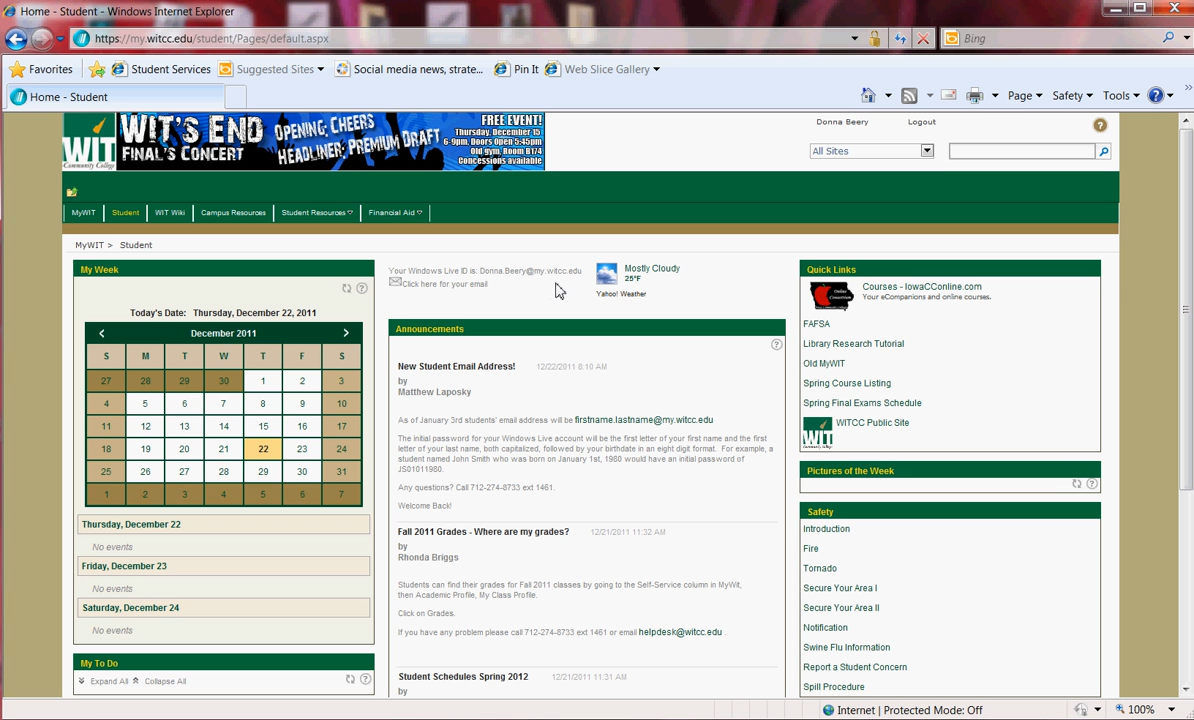 Home - Student - Windows Internet Explorer
https://my.witcc.edu/student/Pages/default.aspx
Bing
Favorites
Student Services
Suggested Sites
Social media news, strate...
Pin It
Web Slice Gallery
Home - Student
Page
Safety
Tools
WIT
Community College
WIT'S END
FINAL'S CONCERT
OPENING; CHEERS
HEADLINER; PREMIUM DRAFT
FREE EVENT!
Thursday, December 15
6-9pm, Doors Open 5:45pm
Old gym, Room B174
Concessions available
Donna Beery
Logout
All Sites
MyWIT
Student
WIT Wiki
Campus Resources
Student Resources
Financial Aid
MyWIT > Student
My Week
Today's Date: Thursday, December 22, 2011
December 2011
S M T W T F S
27 28 29 30 1 2 3
4 5 6 7 8 9 10
11 12 13 14 15 16 17
18 19 20 21 22 23 24
25 26 27 28 29 30 31
1 2 3 4 5 6 7
Thursday, December 22
No events
Friday, December 23
No events
Saturday, December 24
No events
My To Do
Expand All
Collapse All
Your Windows Live ID is: Donna.Beery@my.witcc.edu
Click here for your email
Mostly Cloudy
25°F
Yahoo! Weather
Announcements
New Student Email Address! 12/22/2011 8:10 AM
by
Matthew Laposky
As of January 3rd students' email address will be firstname.lastname@my.witcc.edu
The initial password for your Windows Live account will be the first letter of your first name and the first
letter of your last name, both capitalized, followed by your birthdate in an eight digit format. For example, a
student named John Smith who was born on January 1st, 1980 would have an initial password of
JS01011980.
Any questions? Call 712-274-8733 ext 1461.
Welcome Back!
Fall 2011 Grades - Where are my grades? 12/21/2011 11:32 AM
by
Rhonda Briggs
Students can find their grades for Fall 2011 classes by going to the Self-Service column in MyWit,
then Academic Profile, My Class Profile.
Click on Grades.
If you have any problem please call 712-274-8733 ext 1461 or email helpdesk@witcc.edu .
Student Schedules Spring 2012 12/21/2011 11:31 AM
by
Quick Links
Courses - IowaCConline.com
Your eCompanions and online courses.
FAFSA
Library Research Tutorial
Old MyWIT
Spring Course Listing
Spring Final Exams Schedule
WIT
WITCC Public Site
Pictures of the Week
Safety
Introduction
Fire
Tornado
Secure Your Area I
Secure Your Area II
Notification
Swine Flu Information
Report a Student Concern
Spill Procedure
Internet | Protected Mode: Off
100%